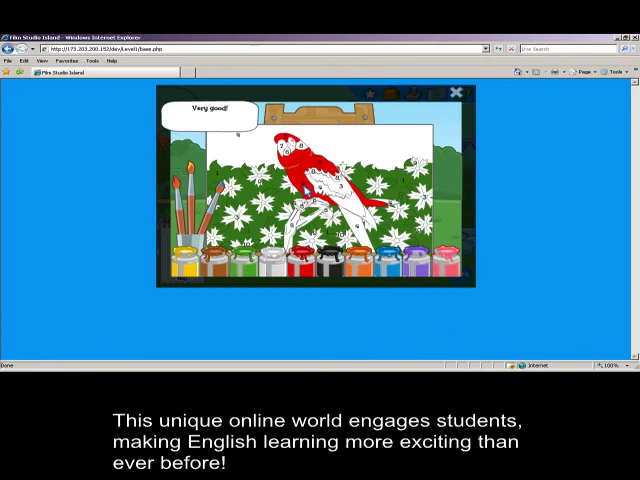 Film Studio Island - Windows Internet Explorer
http://173.203.200.152/dev/Level1/base.php
Live Search
File Edit View Favorites Tools Help
Film Studio Island
Page Tools
Very good!
Done
Internet
100%
This unique online world engages students,
making English learning more exciting than
ever before!